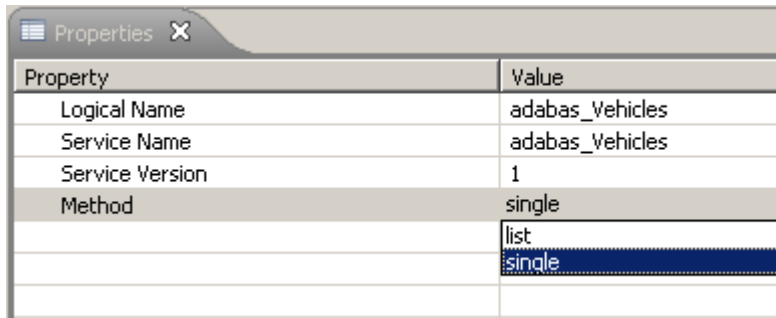 Properties
Property Value
Logical Name adabas_Vehicles
Service Name adabas_Vehicles
Service Version 1
Method single
list
single